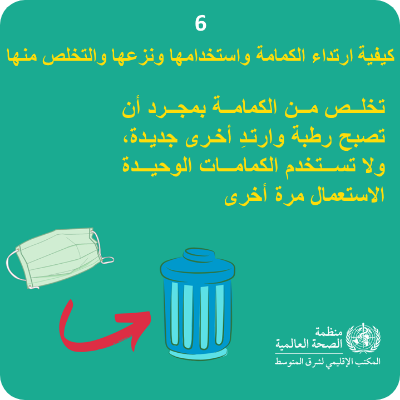 6
كيفية ارتداء الكمامة واستخدامها ونزعها والتخلص منها
تخلص من الكمامة بمجرد أن
تصبح رطبة وارتدِ أخرى جديدة،
ولا تستخدم الكمامات الوحيدة
الاستعمال مرة أخرى
منظمة
الصحة العالمية
المكتب الإقليمي لشرق المتوسط